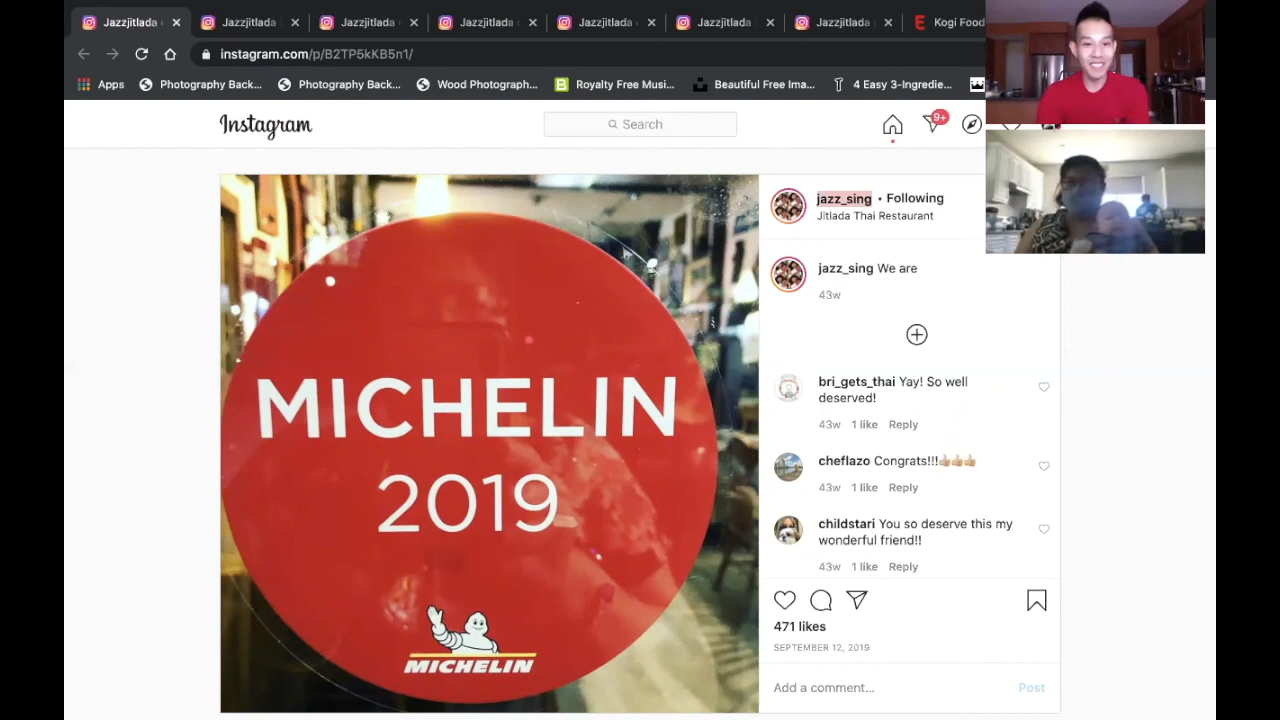 Jazzjitlada
Jazzjitlada
Jazzjitlada
Jazzjitlada
Jazzjitlada
Jazzjitlada
Jazzjitlada
Kogi Food
instagram.com/p/B2TP5kKB5n1/
Apps
Photography Back...
Photography Back...
Wood Photograph...
Royalty Free Musi...
Beautiful Free Ima...
4 Easy 3-Ingredie...
Instagram
Search
9+
MICHELIN
2019
MICHELIN
jazz_sing • Following
Jitlada Thai Restaurant
jazz_sing We are
43w
bri_gets_thai Yay! So well
deserved!
43w 1 like Reply
cheflazo Congrats!!!👍🏼👍🏼👍🏼
43w 1 like Reply
childstari You so deserve this my
wonderful friend!!
43w 1 like Reply
471 likes
SEPTEMBER 12, 2019
Add a comment...
Post